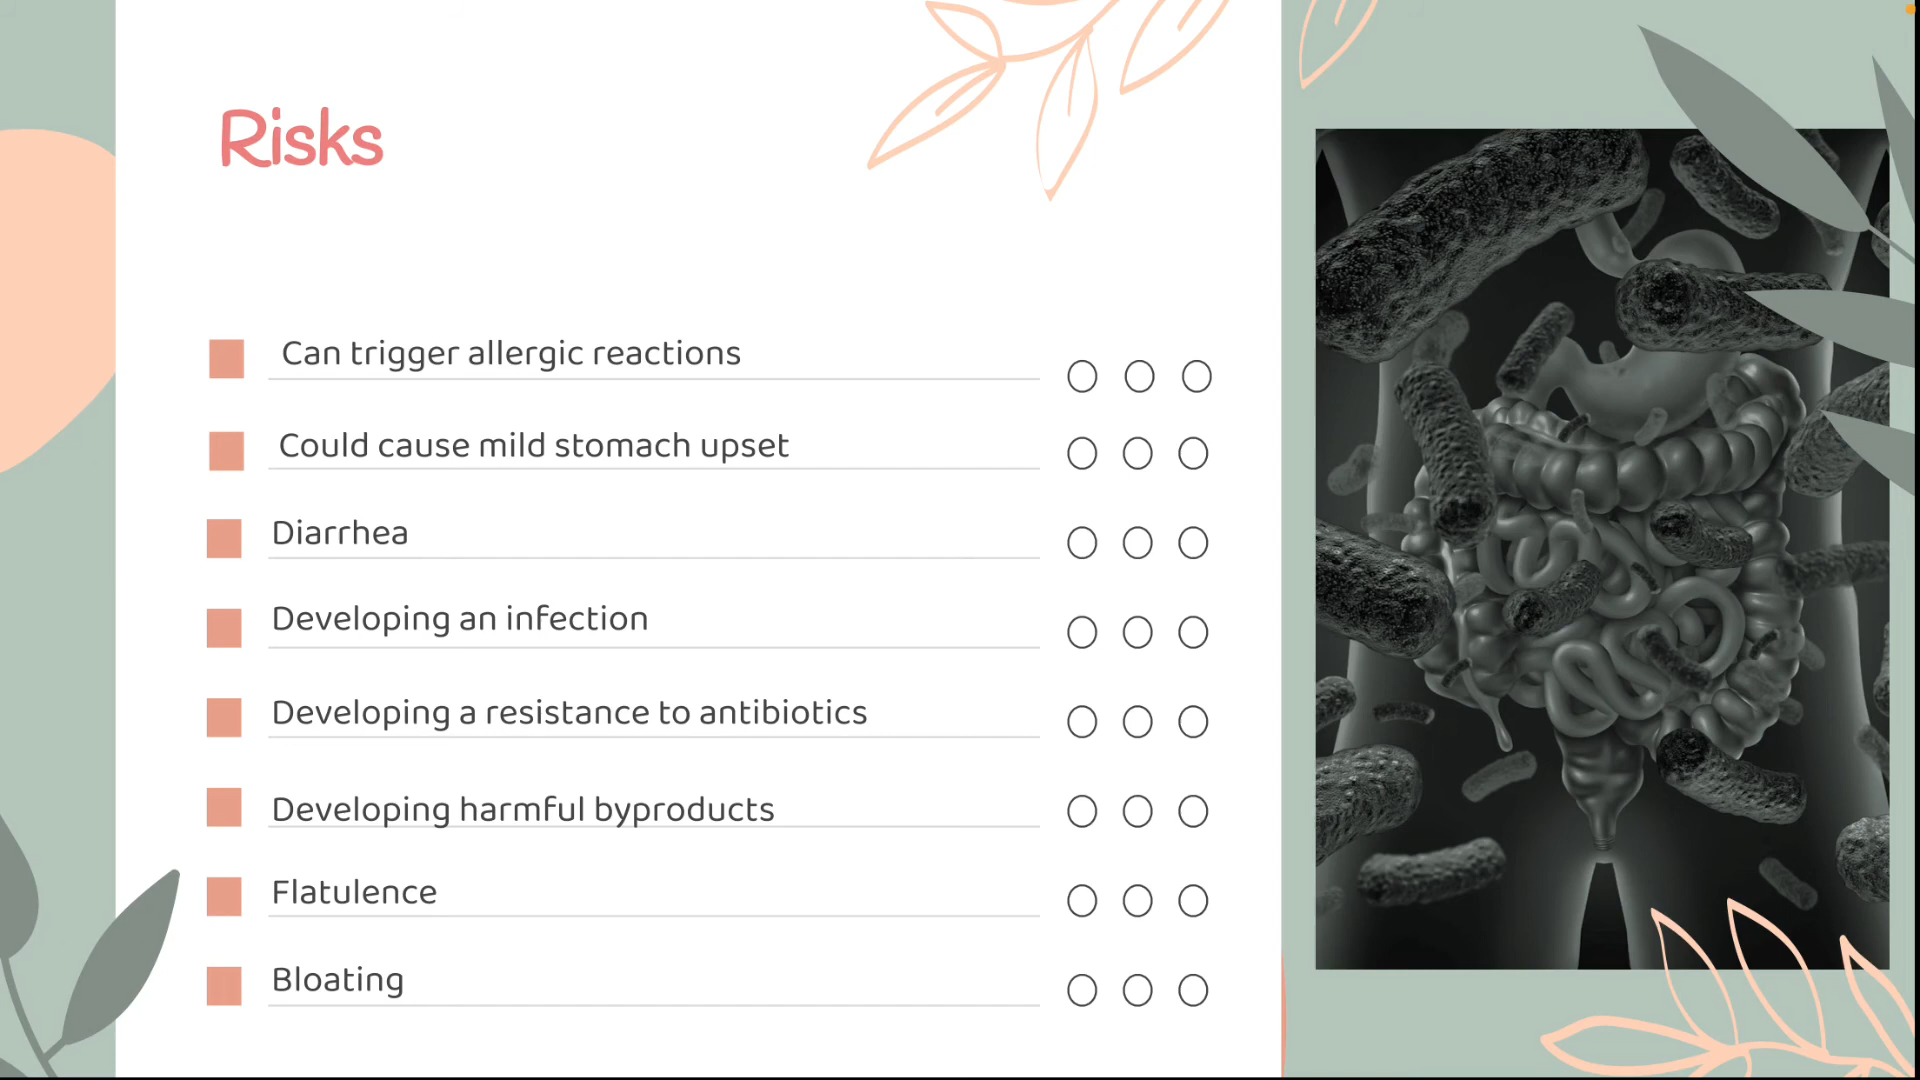 Risks
Can trigger allergic reactions
Could cause mild stomach upset
Diarrhea
Developing an infection
Developing a resistance to antibiotics
Developing harmful byproducts
Flatulence
Bloating